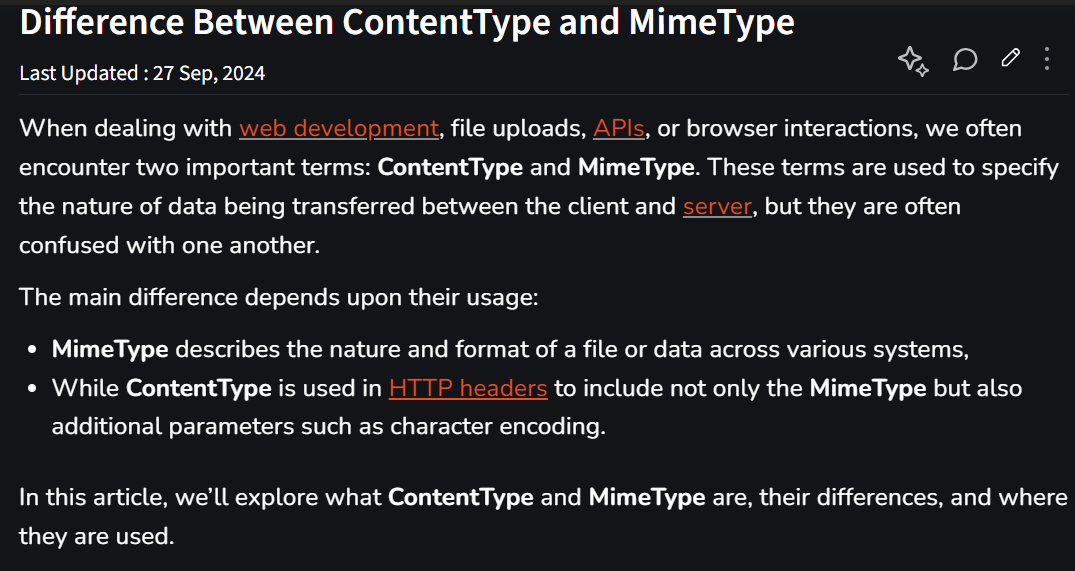 Difference Between ContentType and MimeType
Last Updated : 27 Sep, 2024
When dealing with web development, file uploads, APIs, or browser interactions, we often
encounter two important terms: ContentType and MimeType. These terms are used to specify
the nature of data being transferred between the client and server, but they are often
confused with one another.
The main difference depends upon their usage:
• MimeType describes the nature and format of a file or data across various systems,
• While ContentType is used in HTTP headers to include not only the MimeType but also
additional parameters such as character encoding.
In this article, we’ll explore what ContentType and MimeType are, their differences, and where
they are used.